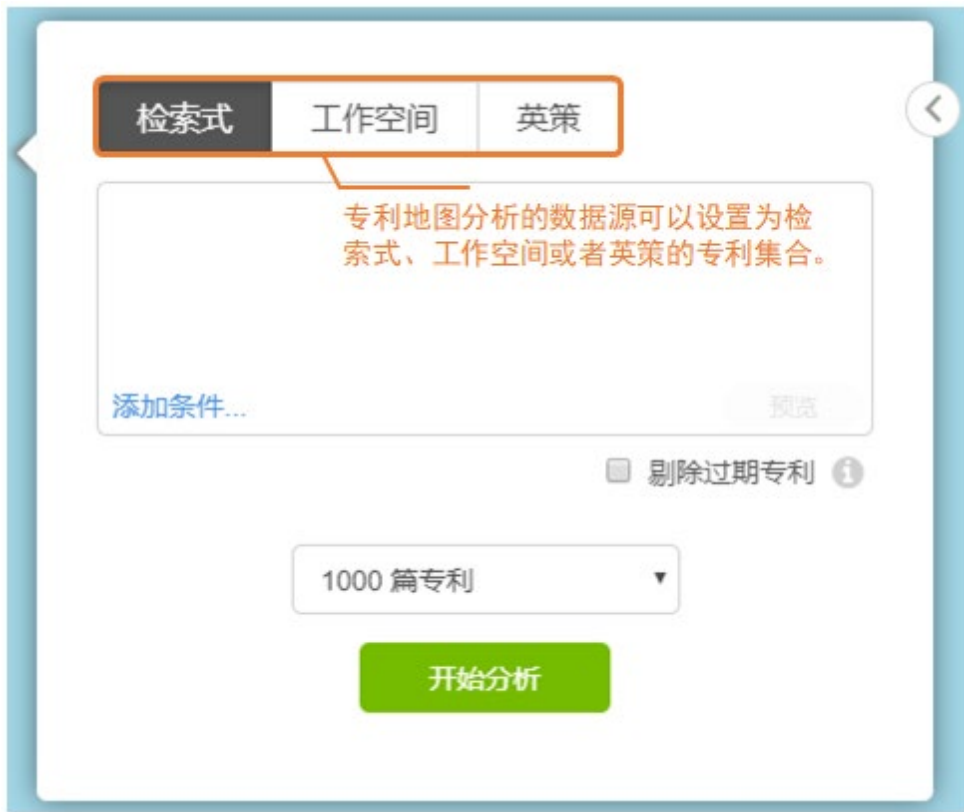 检索式 工作空间 英策
专利地图分析的数据源可以设置为检
索式、工作空间或者英策的专利集合。
添加条件... 预览
剔除过期专利
1000 篇专利
开始分析